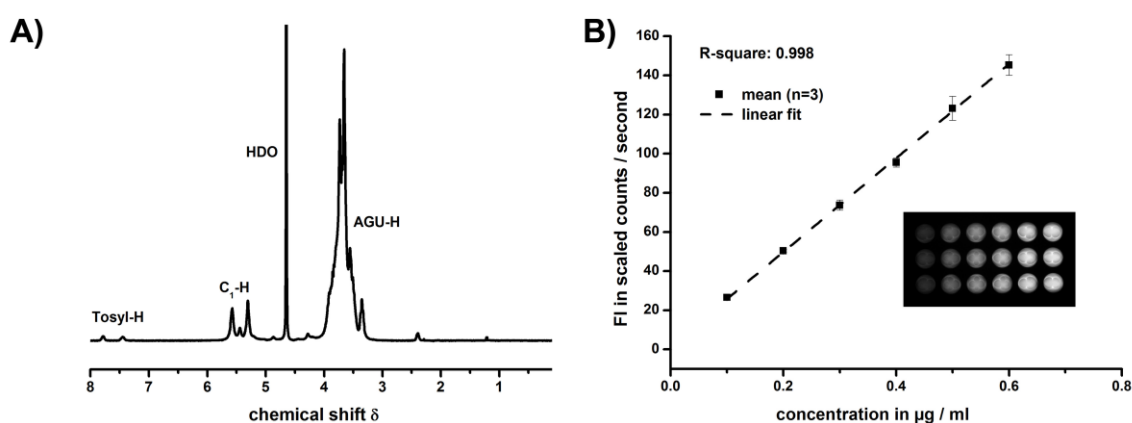 A)
HDO
AGU-H
C1-H
Tosyl-H
8 7 6 5 4 3 2 1
chemical shift δ
B)
R-square: 0.998
mean (n=3)
linear fit
FI in scaled counts / second
160
140
120
100
80
60
40
20
0
0.0 0.2 0.4 0.6 0.8
concentration in µg / ml